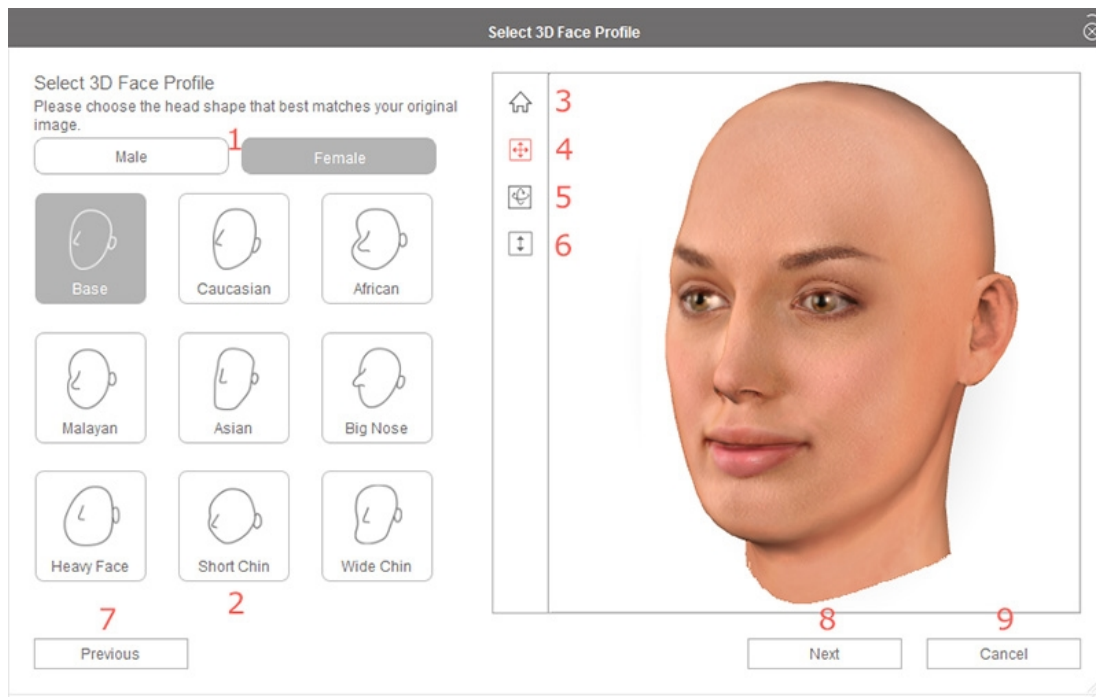 Select 3D Face Profile
Select 3D Face Profile
Please choose the head shape that best matches your original
image.
1
Male
Female
Base
Caucasian
African
Malayan
Asian
Big Nose
Heavy Face
Short Chin
Wide Chin
2
3
4
5
6
7
8
9
Previous
Next
Cancel